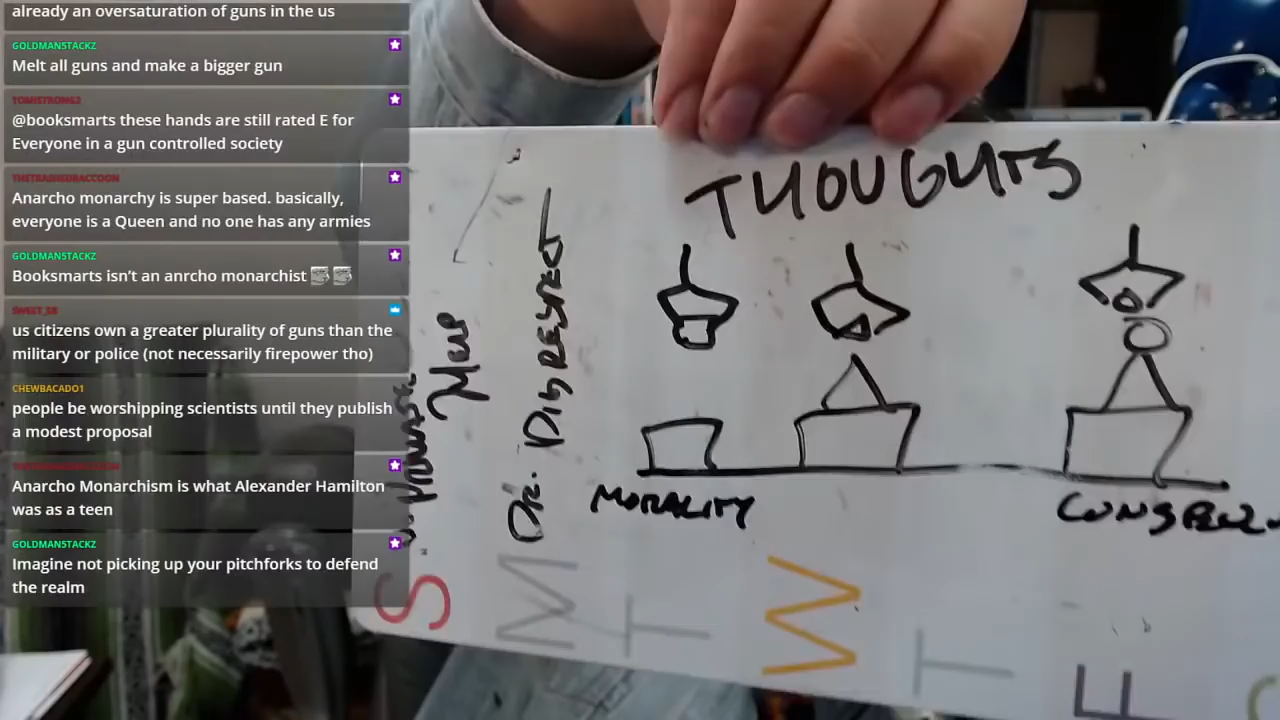 already an oversaturation of guns in the us
GOLDMANSTACKZ
Melt all guns and make a bigger gun
TOMISTRONG2
@booksmarts these hands are still rated E for
Everyone in a gun controlled society
THETRASHEDRACCOON
Anarcho monarchy is super based. basically,
everyone is a Queen and no one has any armies
GOLDMANSTACKZ
Booksmarts isn't an anrcho monarchist
SWEET_SB
us citizens own a greater plurality of guns than the
military or police (not necessarily firepower tho)
CHEWBACADO1
people be worshipping scientists until they publish
a modest proposal
Anarcho Monarchism is what Alexander Hamilton
was as a teen
GOLDMANSTACKZ
Imagine not picking up your pitchforks to defend
the realm
THOUGHTS
Map
Dr. Disrespect
MORALITY
S
M
T
W
T
F